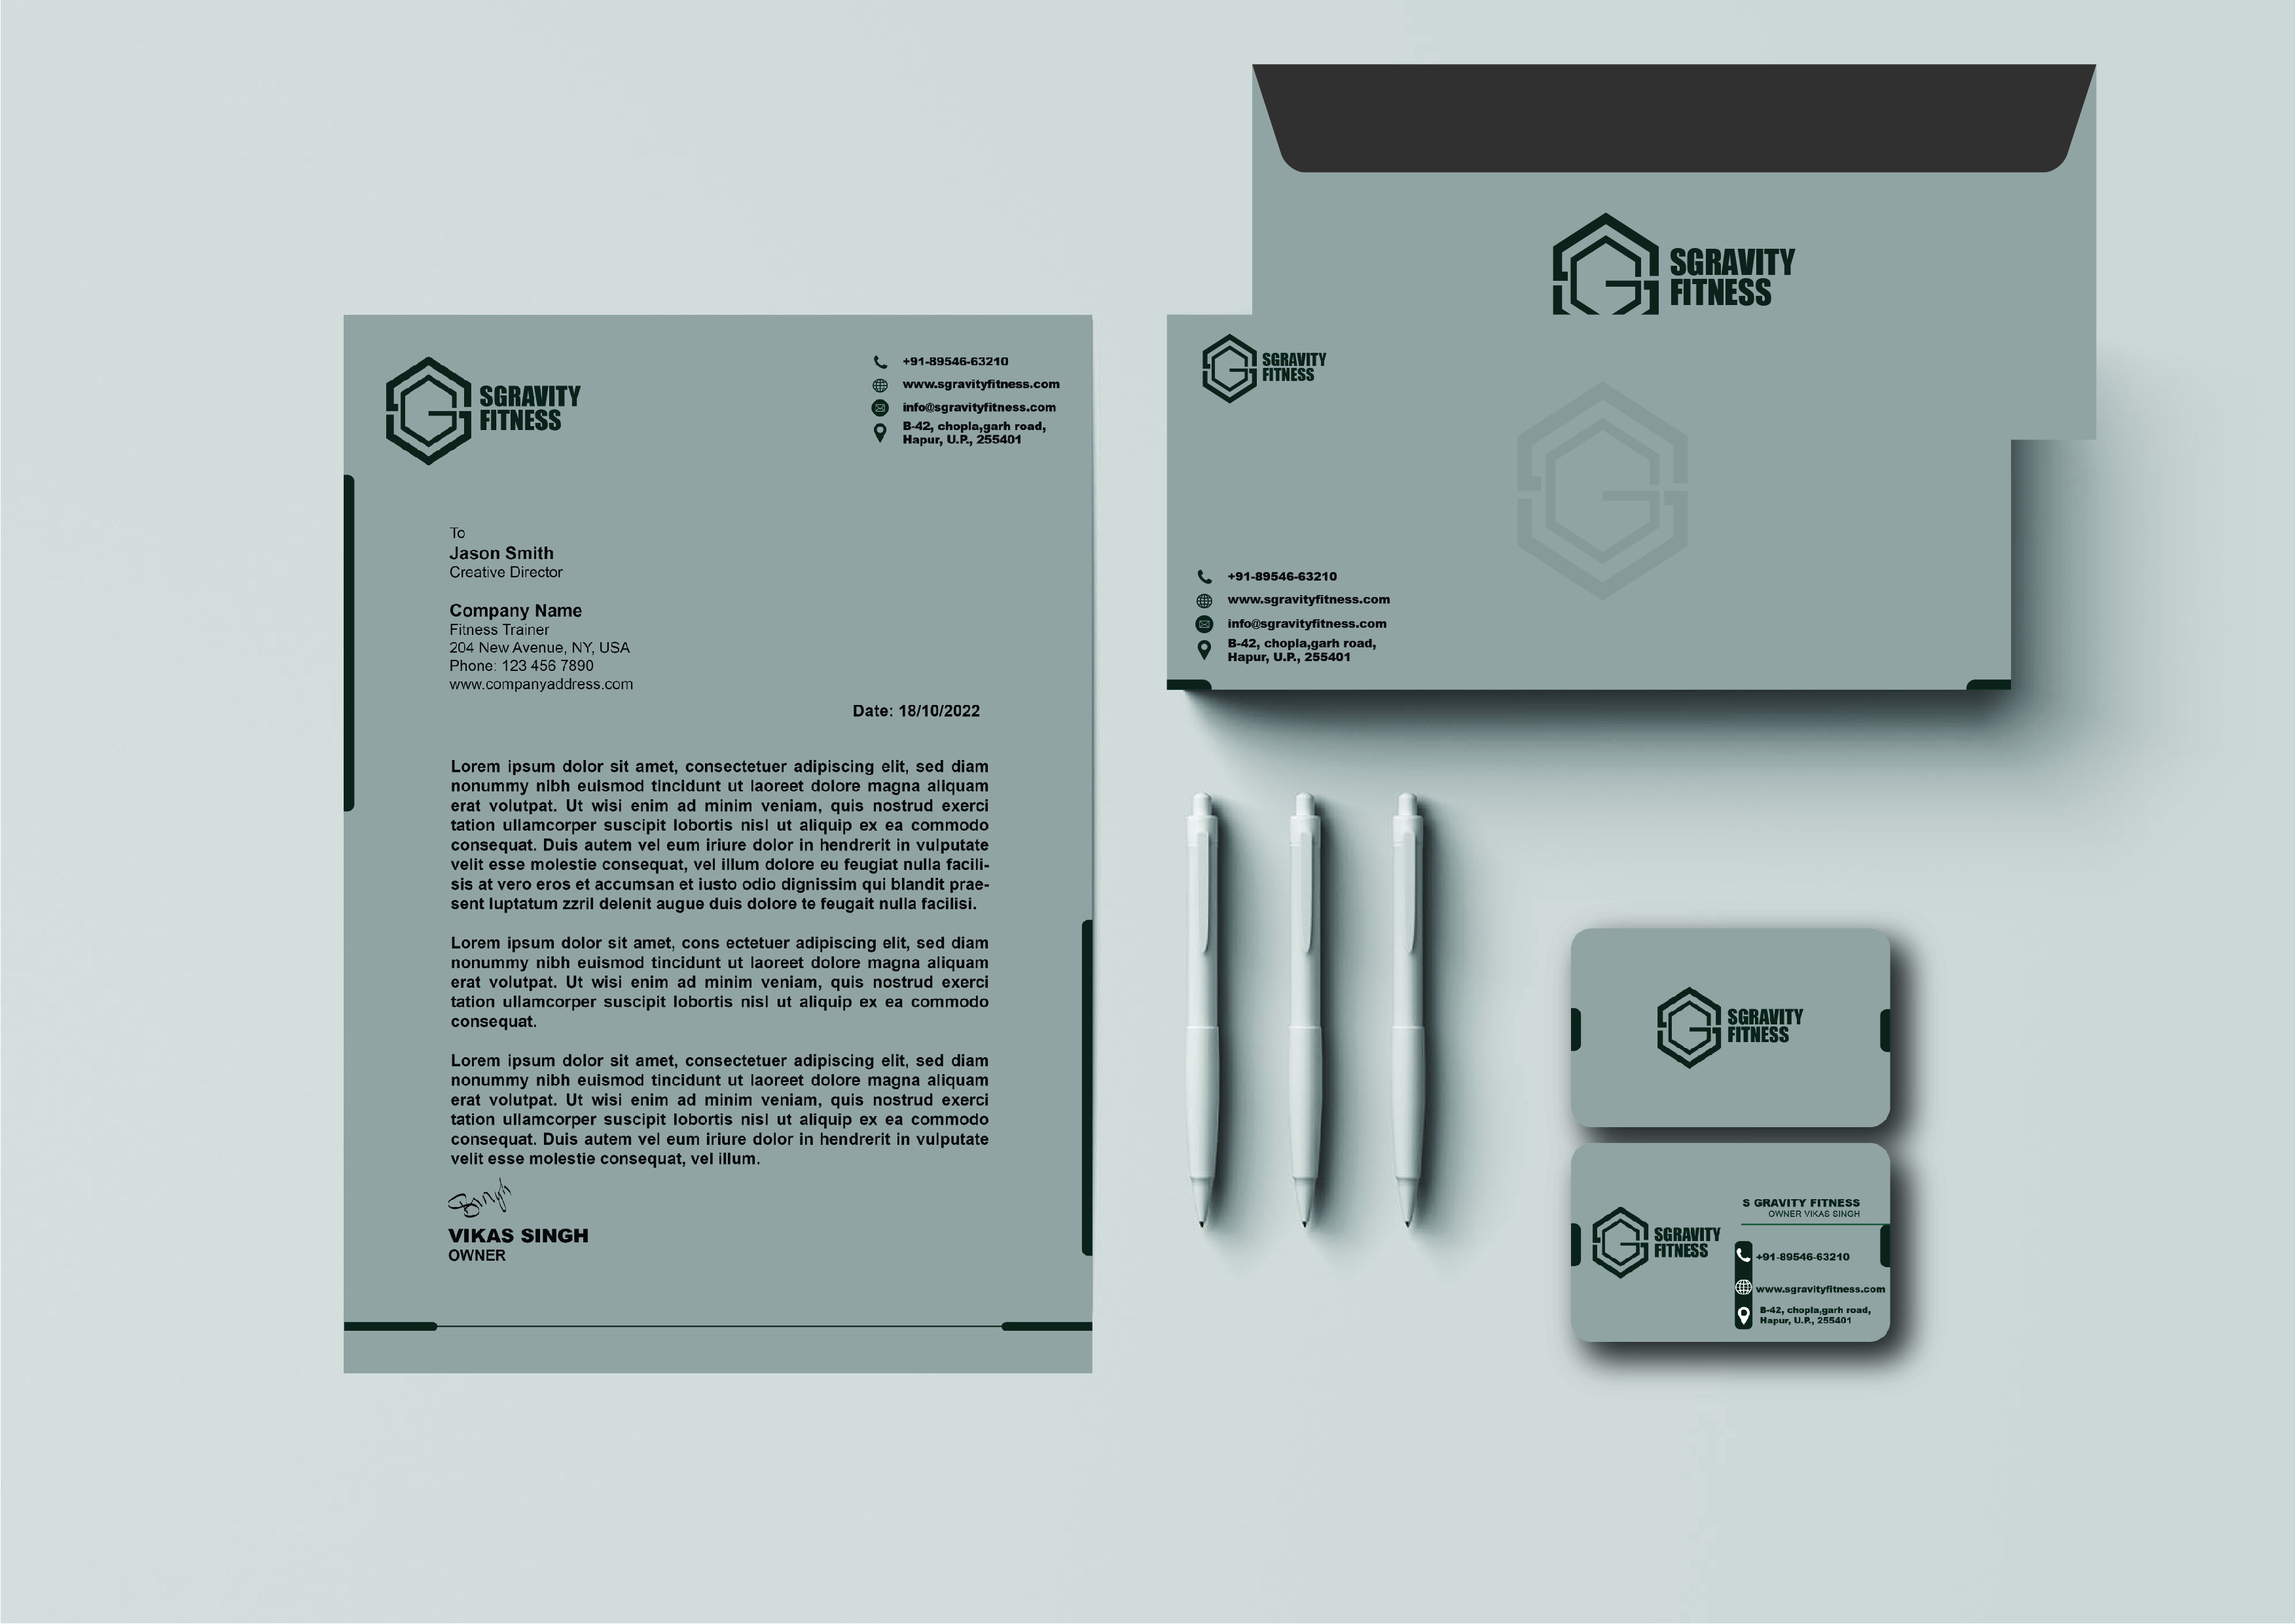 SGRAVITY
FITNESS
+91-89546-63210
www.sgravityfitness.com
info@sgravityfitness.com
B-42, chopla,garh road,
Hapur, U.P., 255401
To
Jason Smith
Creative Director
Company Name
Fitness Trainer
204 New Avenue, NY, USA
Phone: 123 456 7890
www.companyaddress.com
Date: 18/10/2022
Lorem ipsum dolor sit amet, consectetuer adipiscing elit, sed diam
nonummy nibh euismod tincidunt ut laoreet dolore magna aliquam
erat volutpat. Ut wisi enim ad minim veniam, quis nostrud exerci
tation ullamcorper suscipit lobortis nisl ut aliquip ex ea commodo
consequat. Duis autem vel eum iriure dolor in hendrerit in vulputate
velit esse molestie consequat, vel illum dolore eu feugiat nulla facili-
sis at vero eros et accumsan et iusto odio dignissim qui blandit prae-
sent luptatum zzril delenit augue duis dolore te feugait nulla facilisi.
Lorem ipsum dolor sit amet, cons ectetuer adipiscing elit, sed diam
nonummy nibh euismod tincidunt ut laoreet dolore magna aliquam
erat volutpat. Ut wisi enim ad minim veniam, quis nostrud exerci
tation ullamcorper suscipit lobortis nisl ut aliquip ex ea commodo
consequat.
Lorem ipsum dolor sit amet, consectetuer adipiscing elit, sed diam
nonummy nibh euismod tincidunt ut laoreet dolore magna aliquam
erat volutpat. Ut wisi enim ad minim veniam, quis nostrud exerci
tation ullamcorper suscipit lobortis nisl ut aliquip ex ea commodo
consequat. Duis autem vel eum iriure dolor in hendrerit in vulputate
velit esse molestie consequat, vel illum.
VIKAS SINGH
OWNER
SGRAVITY
FITNESS
SGRAVITY
FITNESS
+91-89546-63210
www.sgravityfitness.com
info@sgravityfitness.com
B-42, chopla,garh road,
Hapur, U.P., 255401
SGRAVITY
FITNESS
SGRAVITY
FITNESS
S GRAVITY FITNESS
OWNER VIKAS SINGH
+91-89546-63210
www.sgravityfitness.com
B-42, chopla,garh road,
Hapur, U.P., 255401